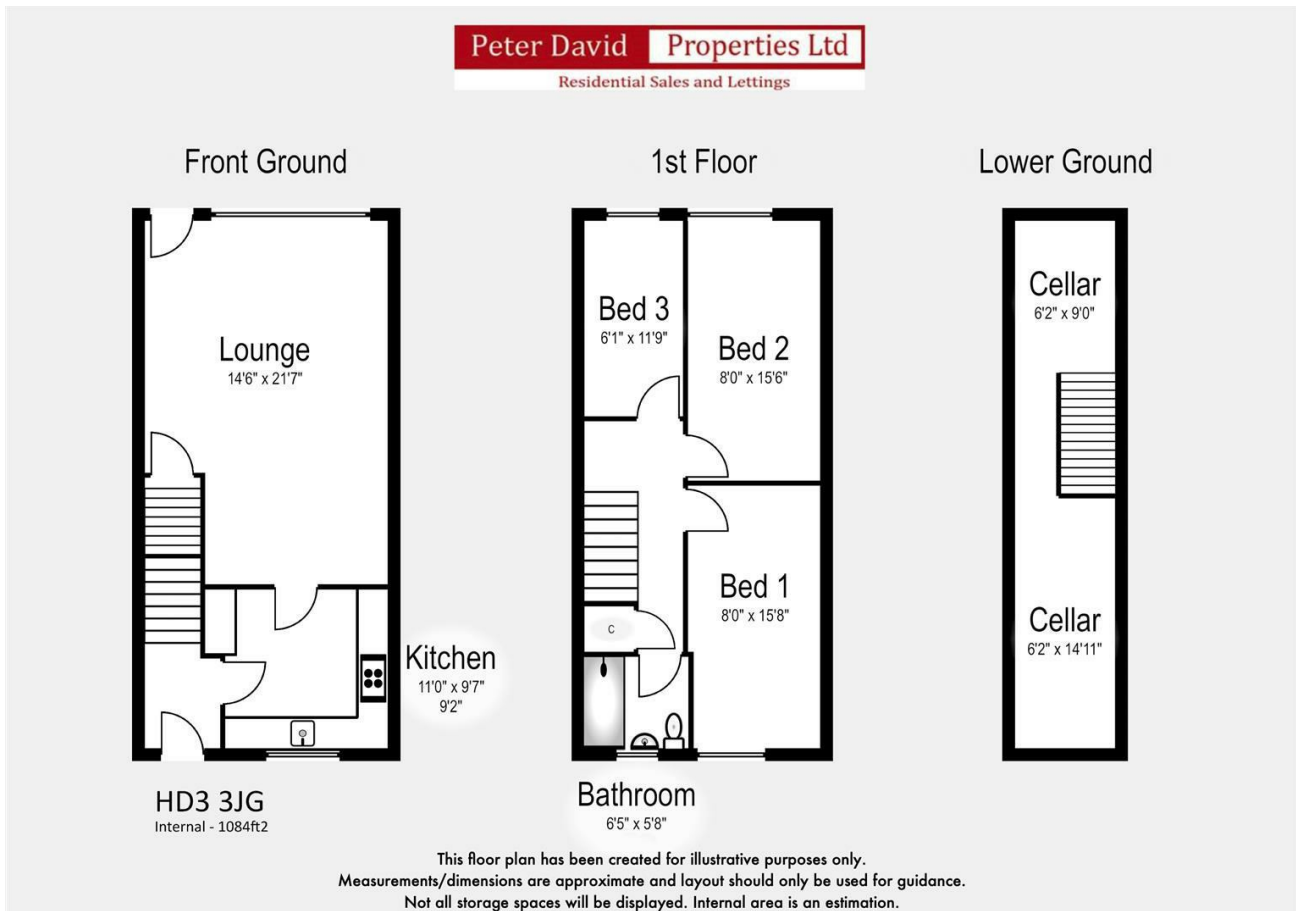 Peter David Properties Ltd
Residential Sales and Lettings
Front Ground
1st Floor
Lower Ground
Lounge
14'6" x 21'7"
Kitchen
11'0" x 9'7"
9'2"
HD3 3JG
Internal - 1084ft2
Bed 3
6'1" x 11'9"
Bed 2
8'0" x 15'6"
Bed 1
8'0" x 15'8"
C
Bathroom
6'5" x 5'8"
Cellar
6'2" x 9'0"
Cellar
6'2" x 14'11"
This floor plan has been created for illustrative purposes only.
Measurements/dimensions are approximate and layout should only be used for guidance.
Not all storage spaces will be displayed. Internal area is an estimation.